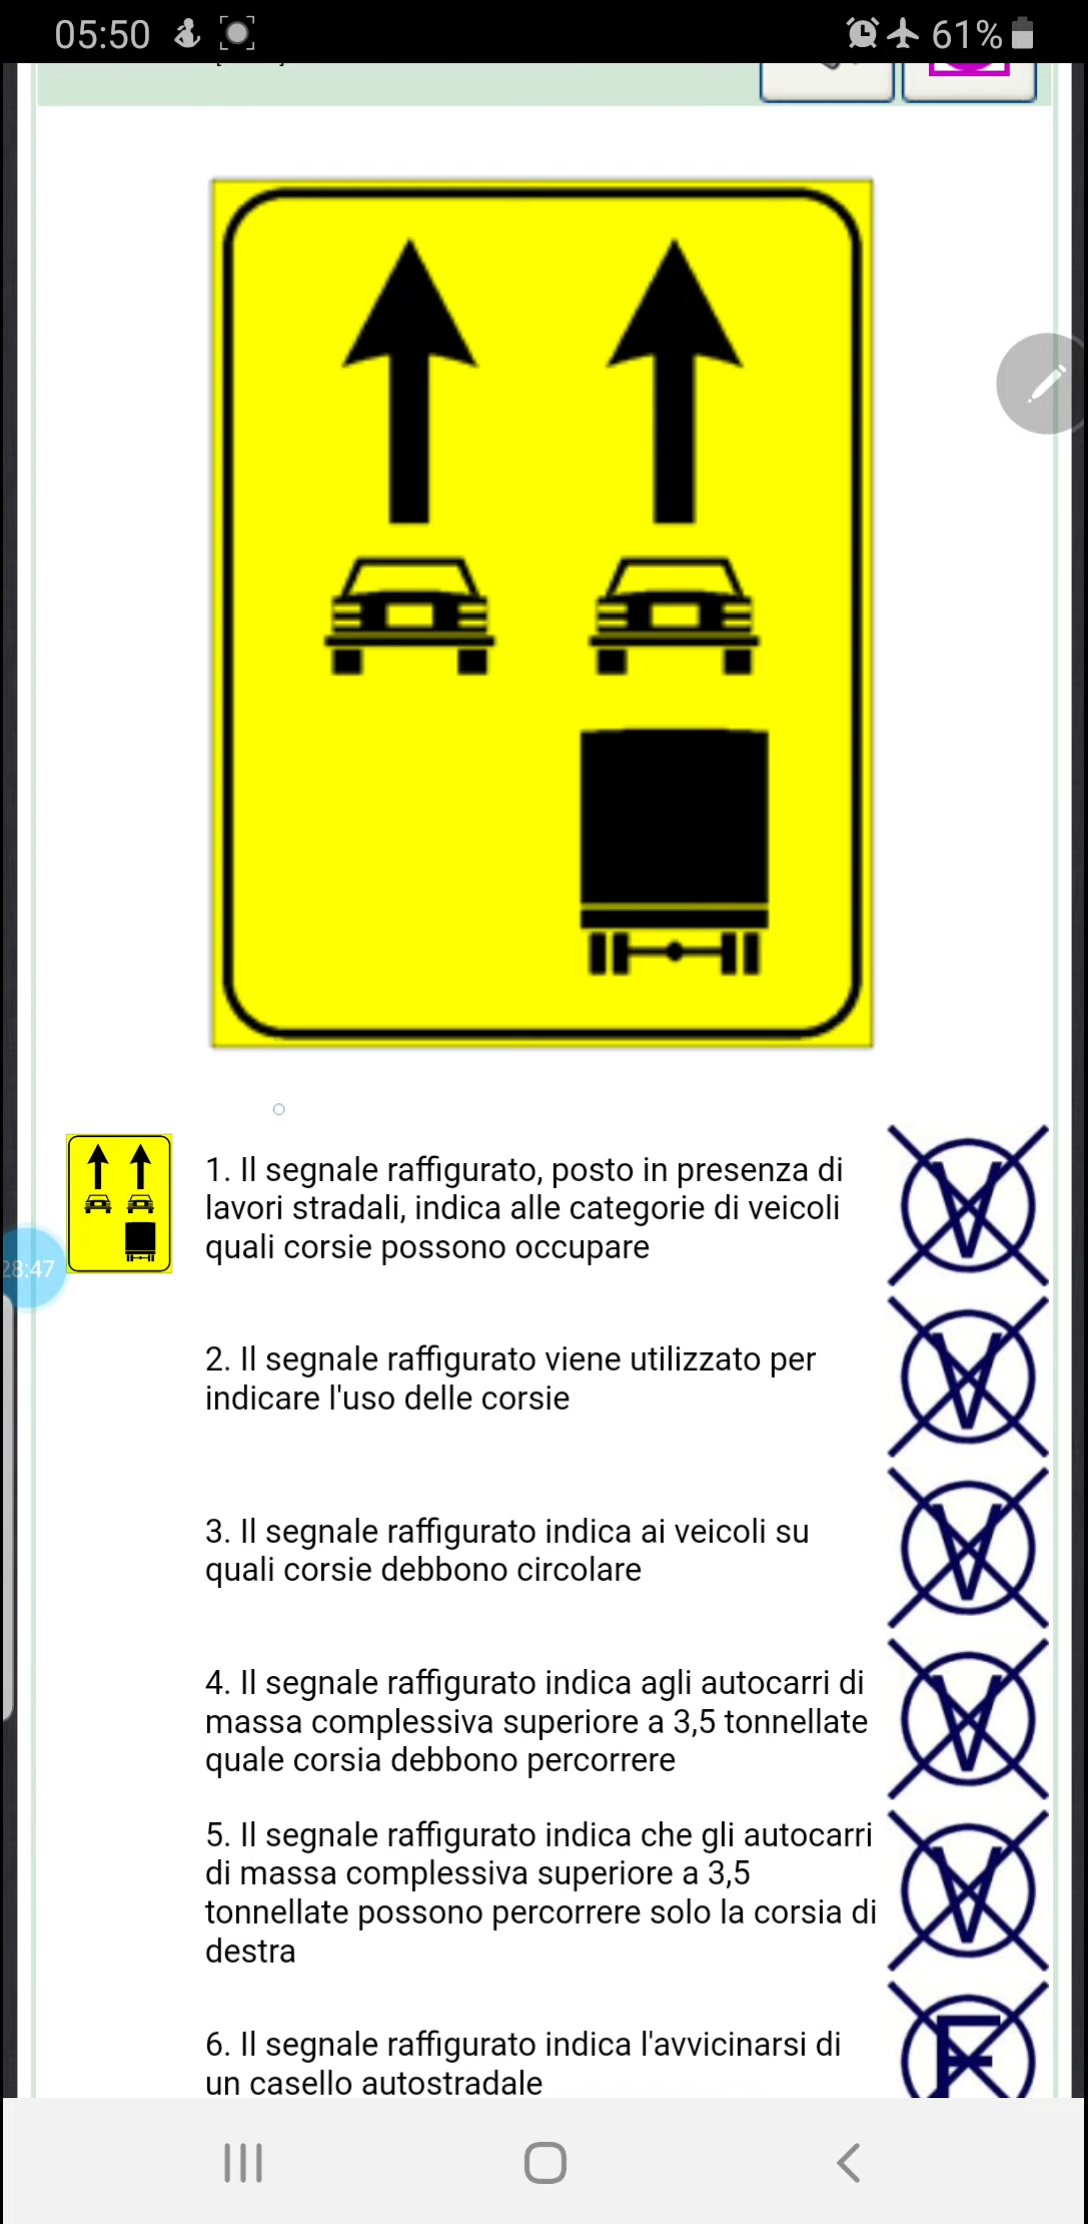 05:50
61%
1. Il segnale raffigurato, posto in presenza di
lavori stradali, indica alle categorie di veicoli
quali corsie possono occupare
V
28:47
2. Il segnale raffigurato viene utilizzato per
indicare l'uso delle corsie
V
3. Il segnale raffigurato indica ai veicoli su
quali corsie debbono circolare
V
4. Il segnale raffigurato indica agli autocarri di
massa complessiva superiore a 3,5 tonnellate
quale corsia debbono percorrere
V
5. Il segnale raffigurato indica che gli autocarri
di massa complessiva superiore a 3,5
tonnellate possono percorrere solo la corsia di
destra
V
6. Il segnale raffigurato indica l'avvicinarsi di
un casello autostradale
F